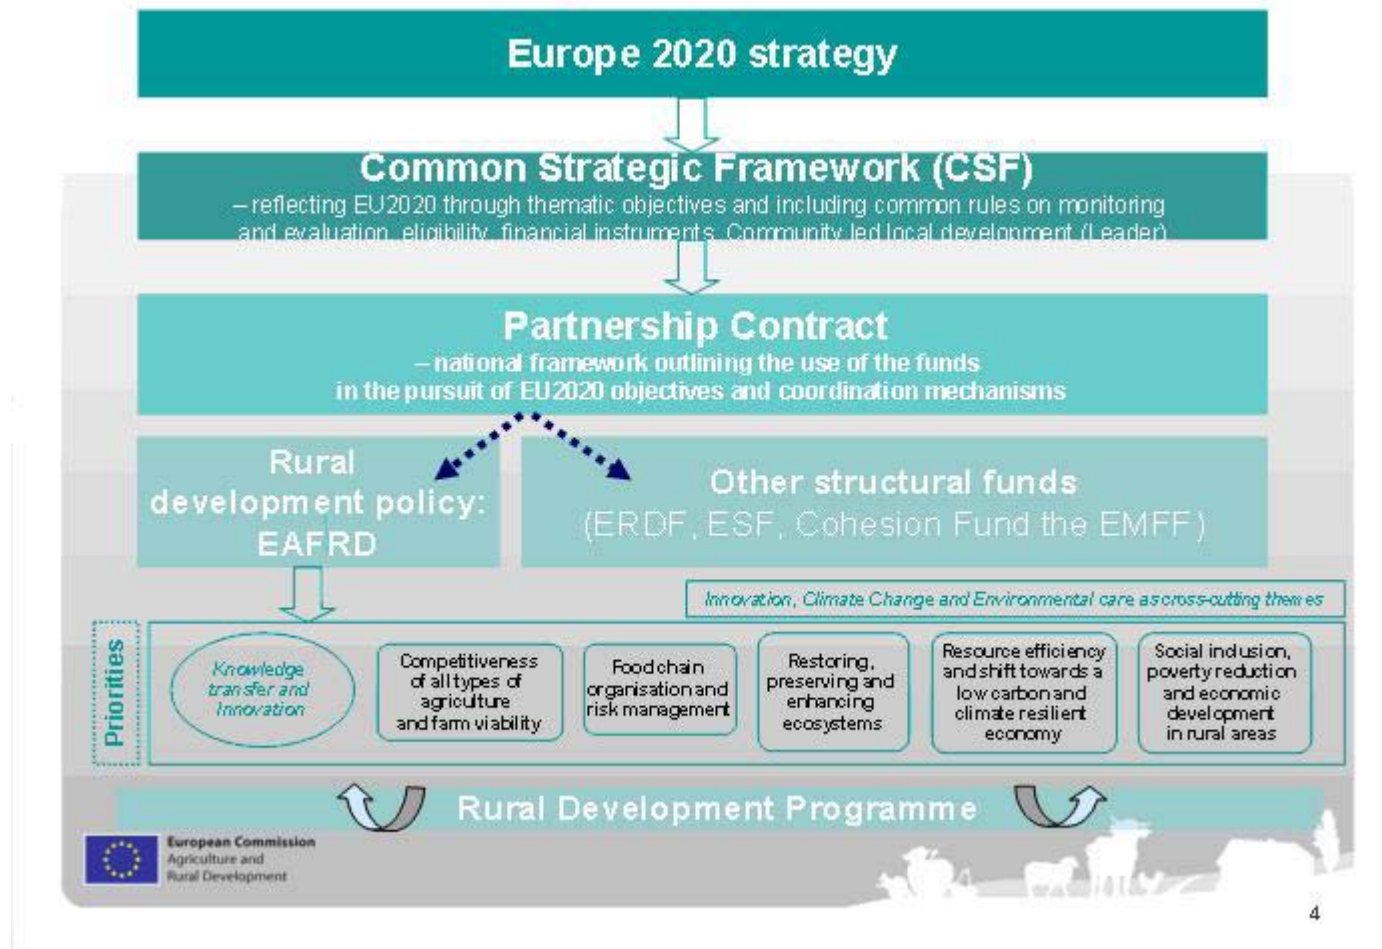 Europe 2020 strategy
Common Strategic Framework (CSF)
– reflecting EU2020 through thematic objectives and including common rules on monitoring
and evaluation, eligibility, financial instruments, Community led local development (Leader)
Partnership Contract
– national framework outlining the use of the funds
in the pursuit of EU2020 objectives and coordination mechanisms
Rural
development policy:
EAFRD
Other structural funds
(ERDF, ESF, Cohesion Fund the EMFF)
Innovation, Climate Change and Environmental care as cross-cutting themes
Priorities
Knowledge
transfer and
Innovation
Competitiveness
of all types of
agriculture
and farm viability
Food chain
organisation and
risk management
Restoring,
preserving and
enhancing
ecosystems
Resource efficiency
and shift towards a
low carbon and
climate resilient
economy
Social inclusion,
poverty reduction
and economic
development
in rural areas
Rural Development Programme
European Commission
Agriculture and
Rural Development
4